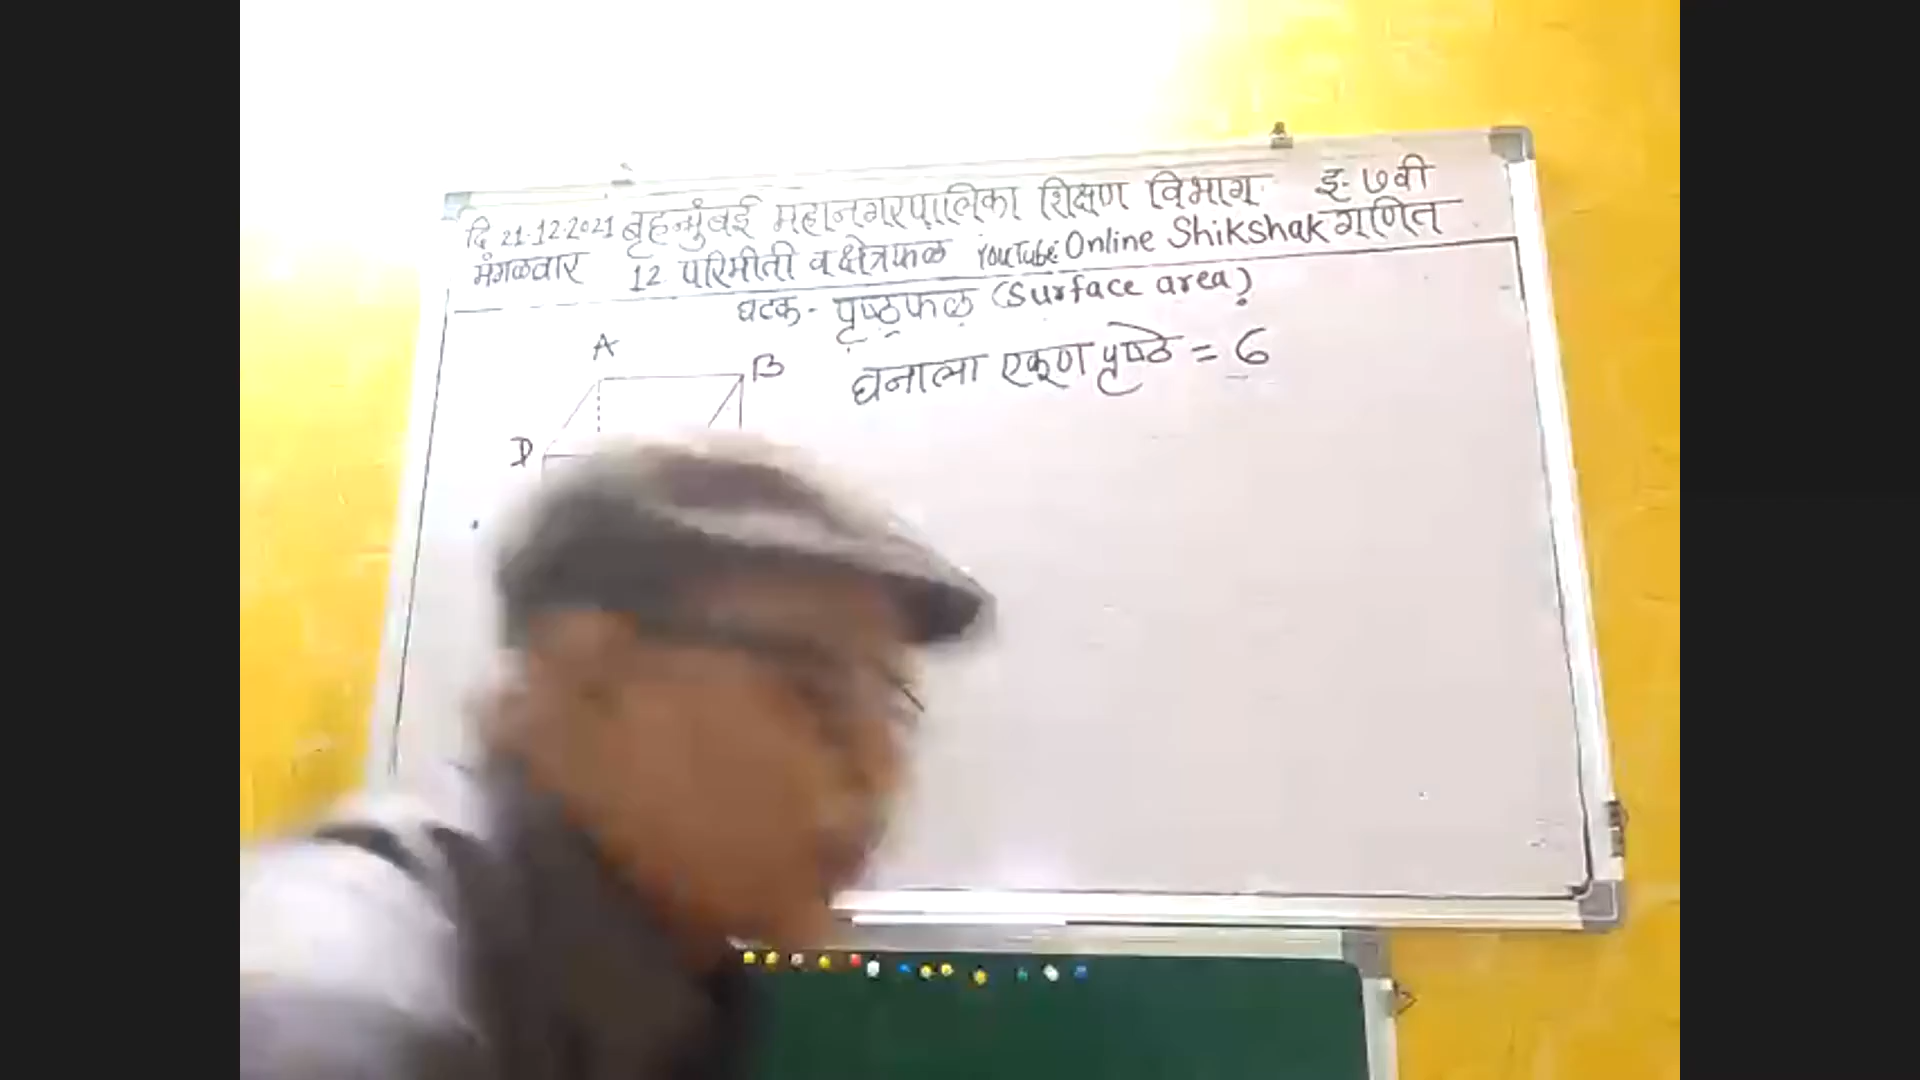 दि 21.12.2021 बृहन्मुंबई महानगरपालिका शिक्षण विभाग इ. ७वी
मंगळवार 12 परिमीती व क्षेत्रफळ YouTube: Online Shikshak गणित
घटक - पृष्ठफळ (Surface area)
A
B
घनाला एकूण पृष्ठे = 6
D